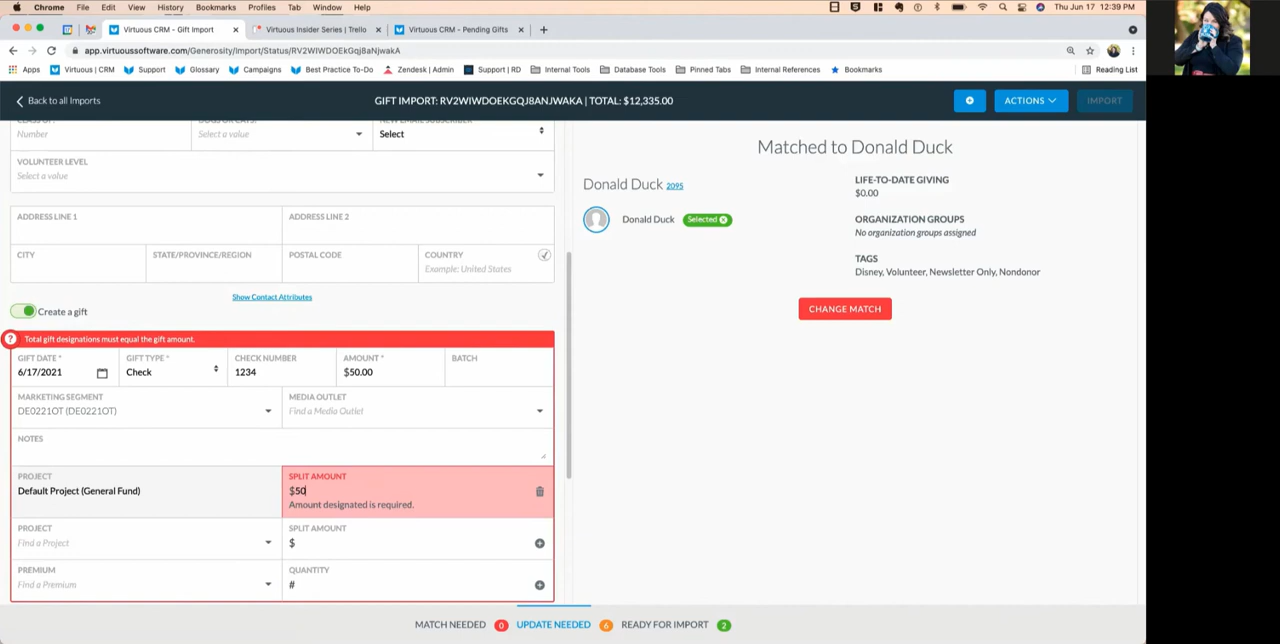 Chrome File Edit View History Bookmarks Profiles Tab Window Help Thu Jun 17 12:39 PM
Virtuous CRM - Gift Import Virtuous Insider Series | Trello Virtuous CRM - Pending Gifts
app.virtuoussoftware.com/Generosity/Import/Status/RV2WIWDOEkGqJ8aNjwakA
Apps Virtuous | CRM Support Glossary Campaigns Best Practice To-Do Zendesk | Admin Support | RD Internal Tools Database Tools Pinned Tabs Internal References Bookmarks Reading List
Back to all Imports GIFT IMPORT: RV2WIWDOEKGQJ8ANJWAKA | TOTAL: $12,335.00 ACTIONS IMPORT
NEW EMAIL SUBSCRIBER
Number Select a value Select
VOLUNTEER LEVEL
Select a value
ADDRESS LINE 1 ADDRESS LINE 2
CITY STATE/PROVINCE/REGION POSTAL CODE COUNTRY
Example: United States
Show Contact Attributes
Create a gift
? Total gift designations must equal the gift amount.
GIFT DATE * GIFT TYPE * CHECK NUMBER AMOUNT * BATCH
6/17/2021 Check 1234 $50.00
MARKETING SEGMENT MEDIA OUTLET
DE0221OT (DE0221OT) Find a Media Outlet
NOTES
PROJECT SPLIT AMOUNT
Default Project (General Fund) $50
Amount designated is required.
PROJECT SPLIT AMOUNT
Find a Project $
PREMIUM QUANTITY
Find a Premium #
Matched to Donald Duck
Donald Duck 2095
Donald Duck Selected
LIFE-TO-DATE GIVING
$0.00
ORGANIZATION GROUPS
No organization groups assigned
TAGS
Disney, Volunteer, Newsletter Only, Nondonor
CHANGE MATCH
MATCH NEEDED 0 UPDATE NEEDED 6 READY FOR IMPORT 2